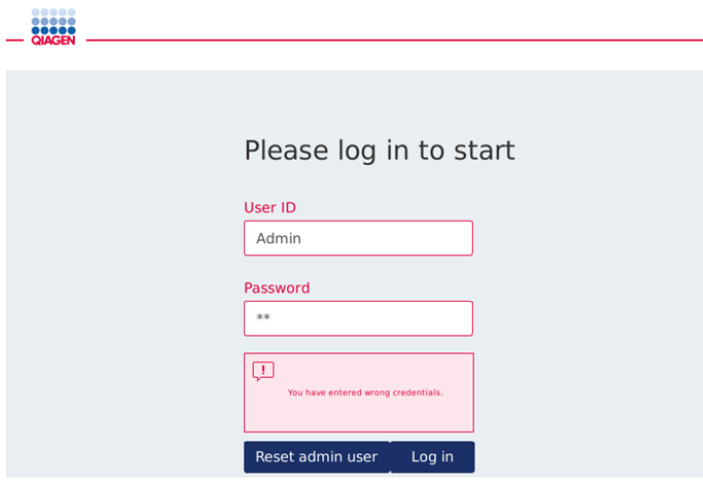 QIAGEN
Please log in to start
User ID
Admin
Password
**
!
You have entered wrong credentials.
Reset admin user
Log in